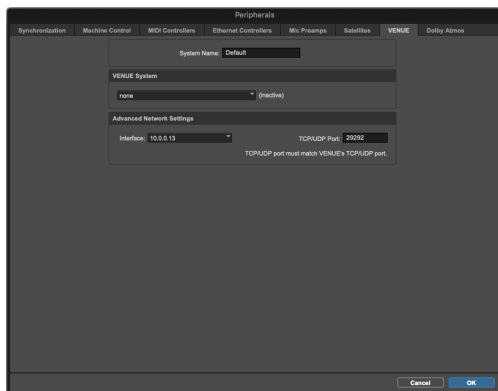 Peripherals
Synchronization Machine Control MIDI Controllers Ethernet Controllers Mic Preamps Satellites VENUE Dolby Atmos
System Name: Default
VENUE System
none (inactive)
Advanced Network Settings
Interface: 10.0.0.13 TCP/UDP Port: 29292
TCP/UDP port must match VENUE's TCP/UDP port.
Cancel OK